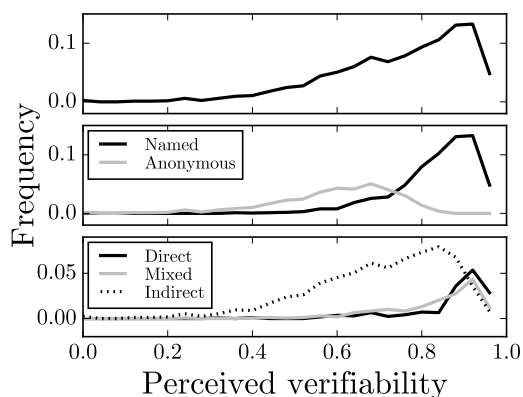 0.1
0.0
Frequency
0.1
Named
Anonymous
0.0
Direct
0.05
Mixed
Indirect
0.00
0.0 0.2 0.4 0.6 0.8 1.0
Perceived verifiability